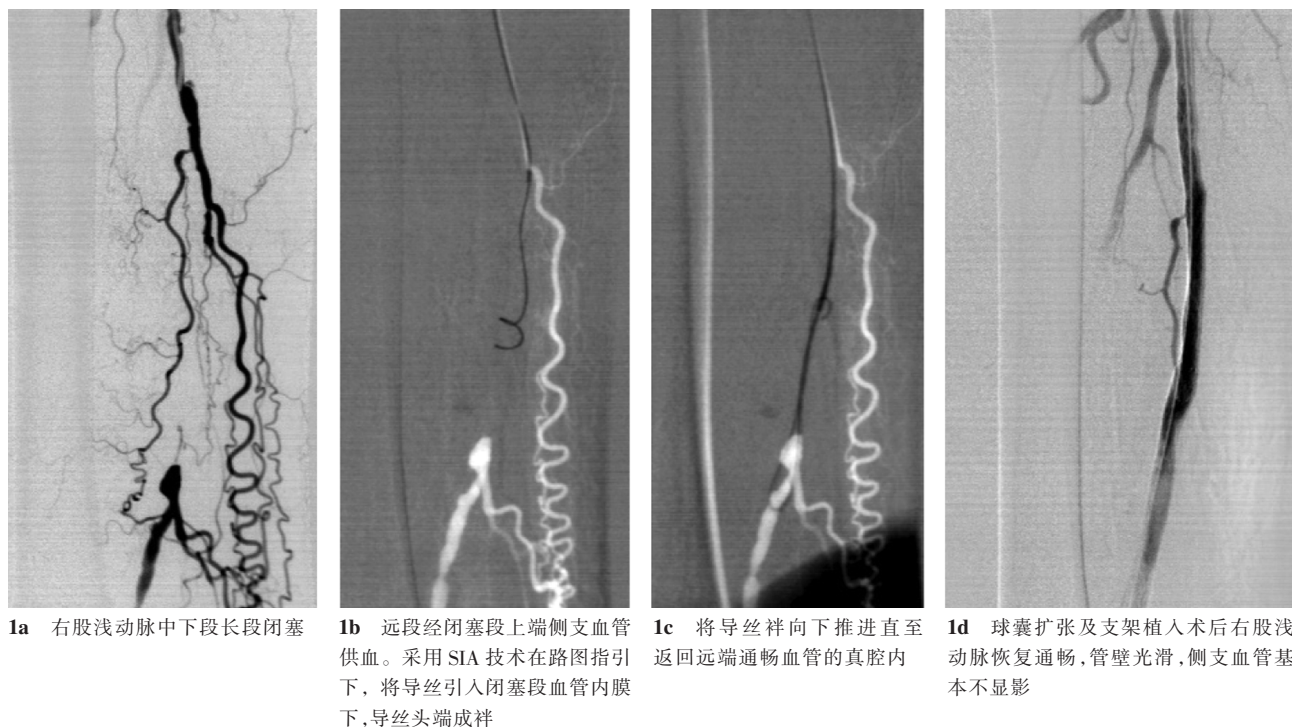 1a 右股浅动脉中下段长段闭塞
1b 远段经闭塞段上端侧支血管
供血。采用 SIA 技术在路图指引
下，将导丝引入闭塞段血管内膜
下,导丝头端成袢
1c 将导丝袢向下推进直至
返回远端通畅血管的真腔内
1d 球囊扩张及支架植入术后右股浅
动脉恢复通畅,管壁光滑,侧支血管基
本不显影